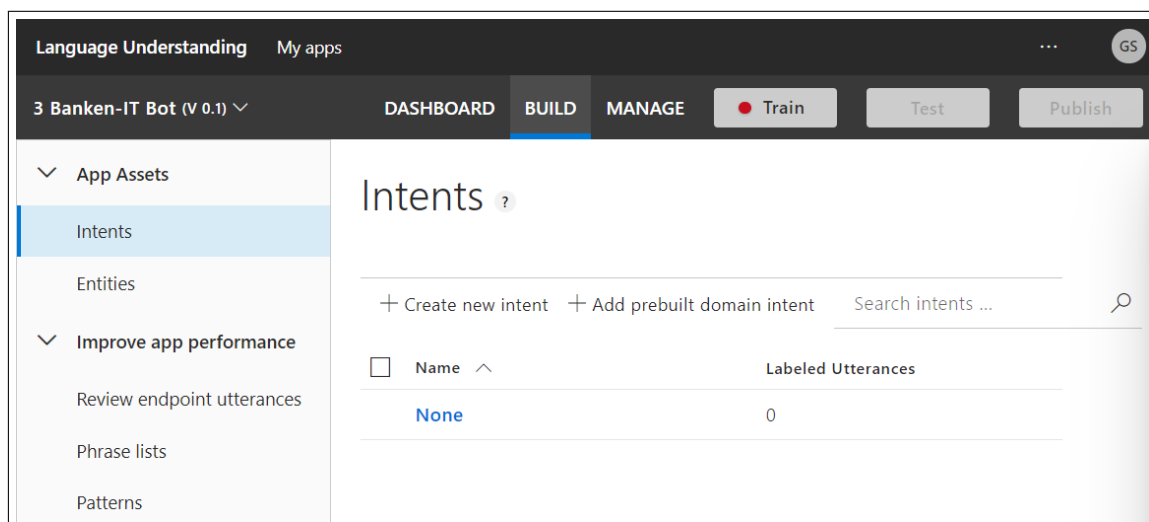 Language Understanding My apps ... GS
3 Banken-IT Bot (V 0.1) DASHBOARD BUILD MANAGE Train Test Publish
App Assets
Intents
Entities
Improve app performance
Review endpoint utterances
Phrase lists
Patterns
Intents ?
+ Create new intent + Add prebuilt domain intent Search intents ...
Name Labeled Utterances
None 0